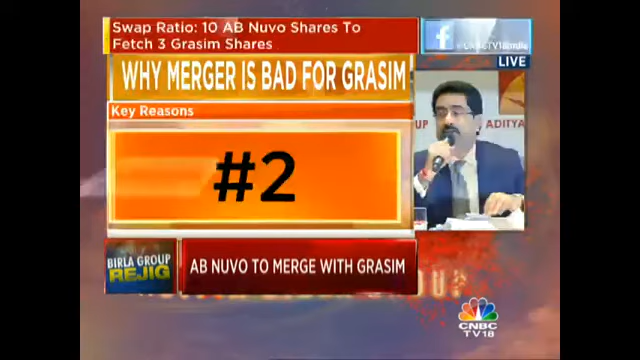 Swap Ratio: 10 AB Nuvo Shares To
Fetch 3 Grasim Shares
LIVE
WHY MERGER IS BAD FOR GRASIM
Key Reasons
#2
ADITYA
BIRLA GROUP
REJIG
AB NUVO TO MERGE WITH GRASIM
CNBC
TV18